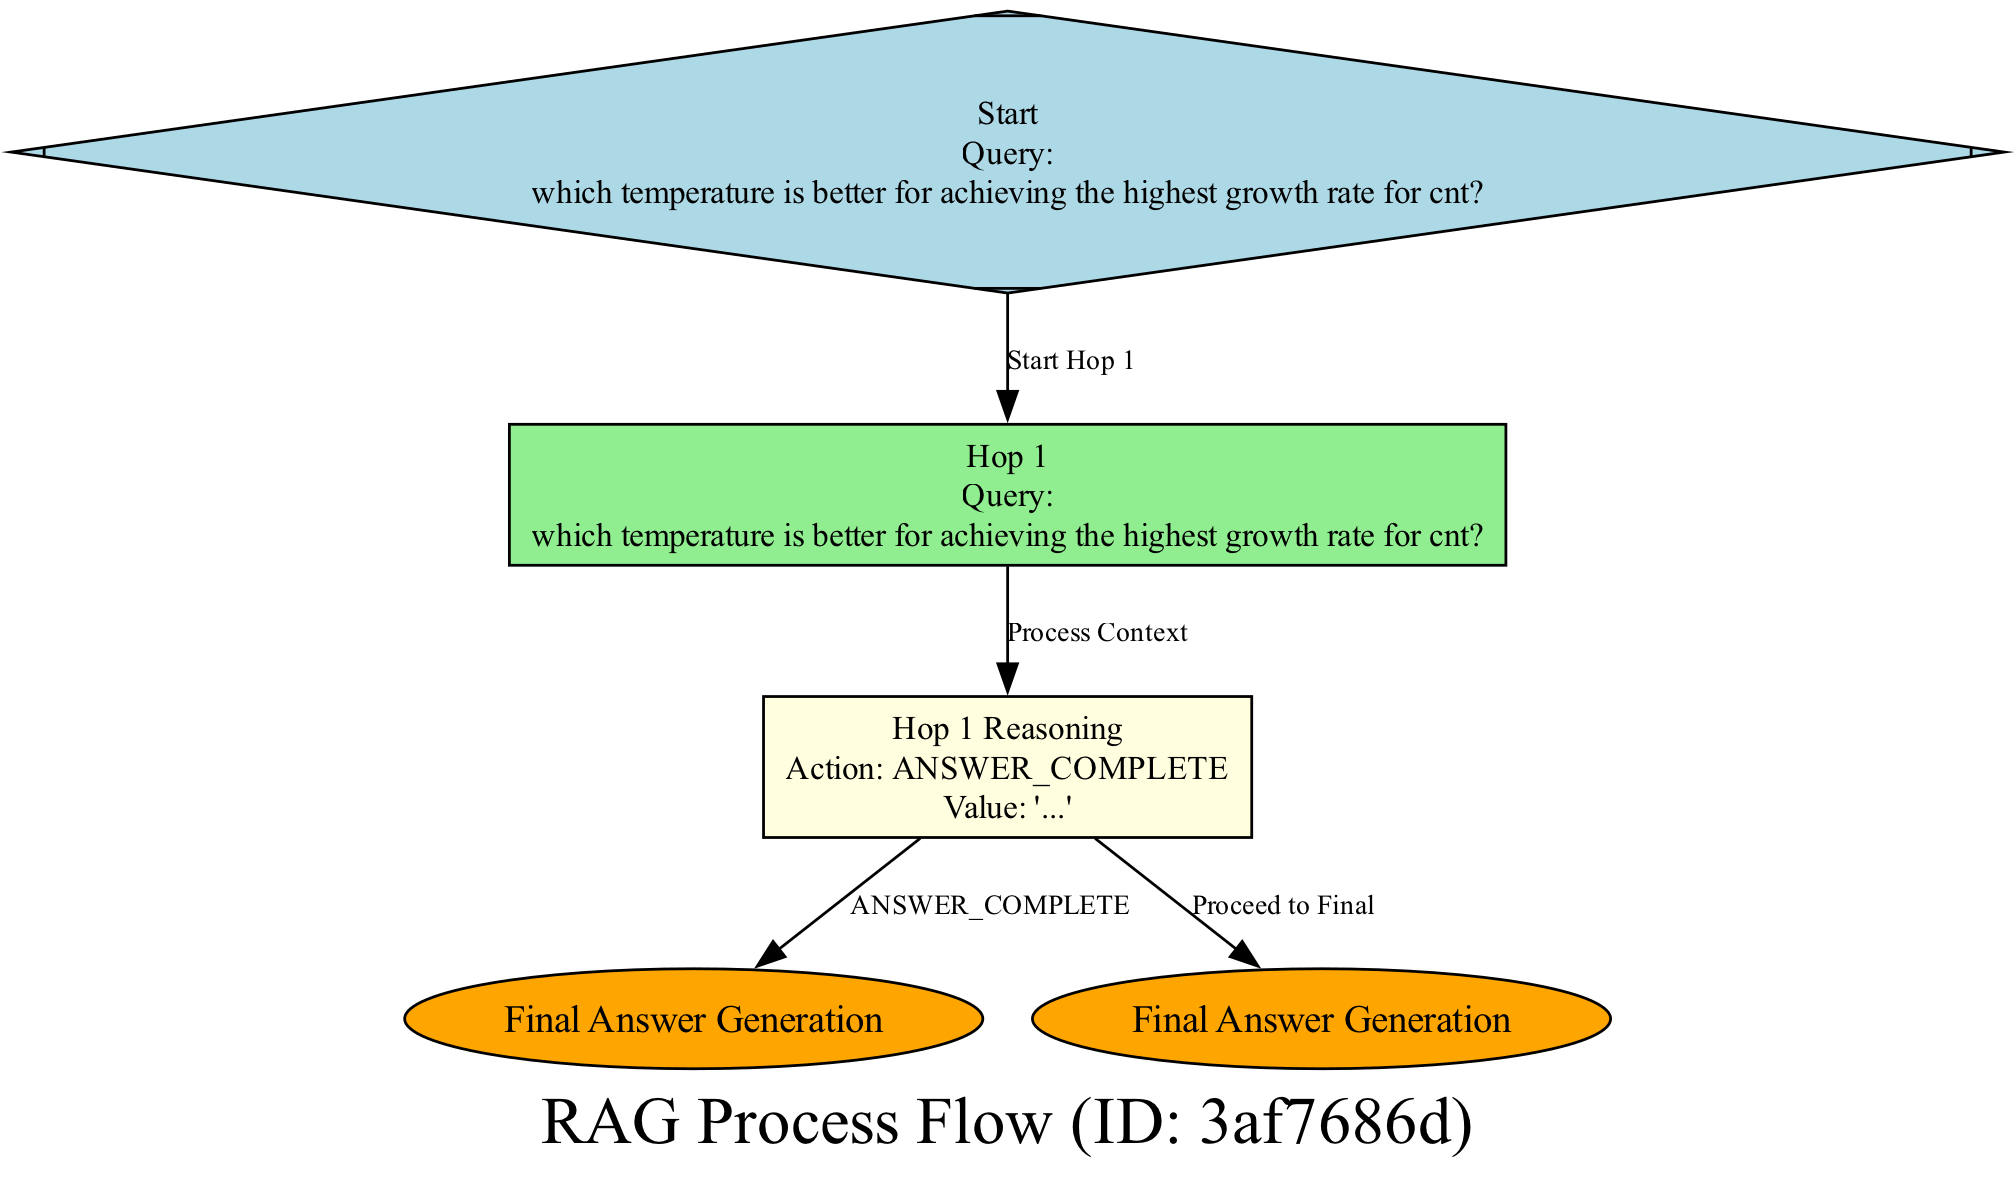 Start
Query:
which temperature is better for achieving the highest growth rate for cnt?
Start Hop 1
Hop 1
Query:
which temperature is better for achieving the highest growth rate for cnt?
Process Context
Hop 1 Reasoning
Action: ANSWER_COMPLETE
Value: '...'
ANSWER_COMPLETE
Proceed to Final
Final Answer Generation
Final Answer Generation
RAG Process Flow (ID: 3af7686d)